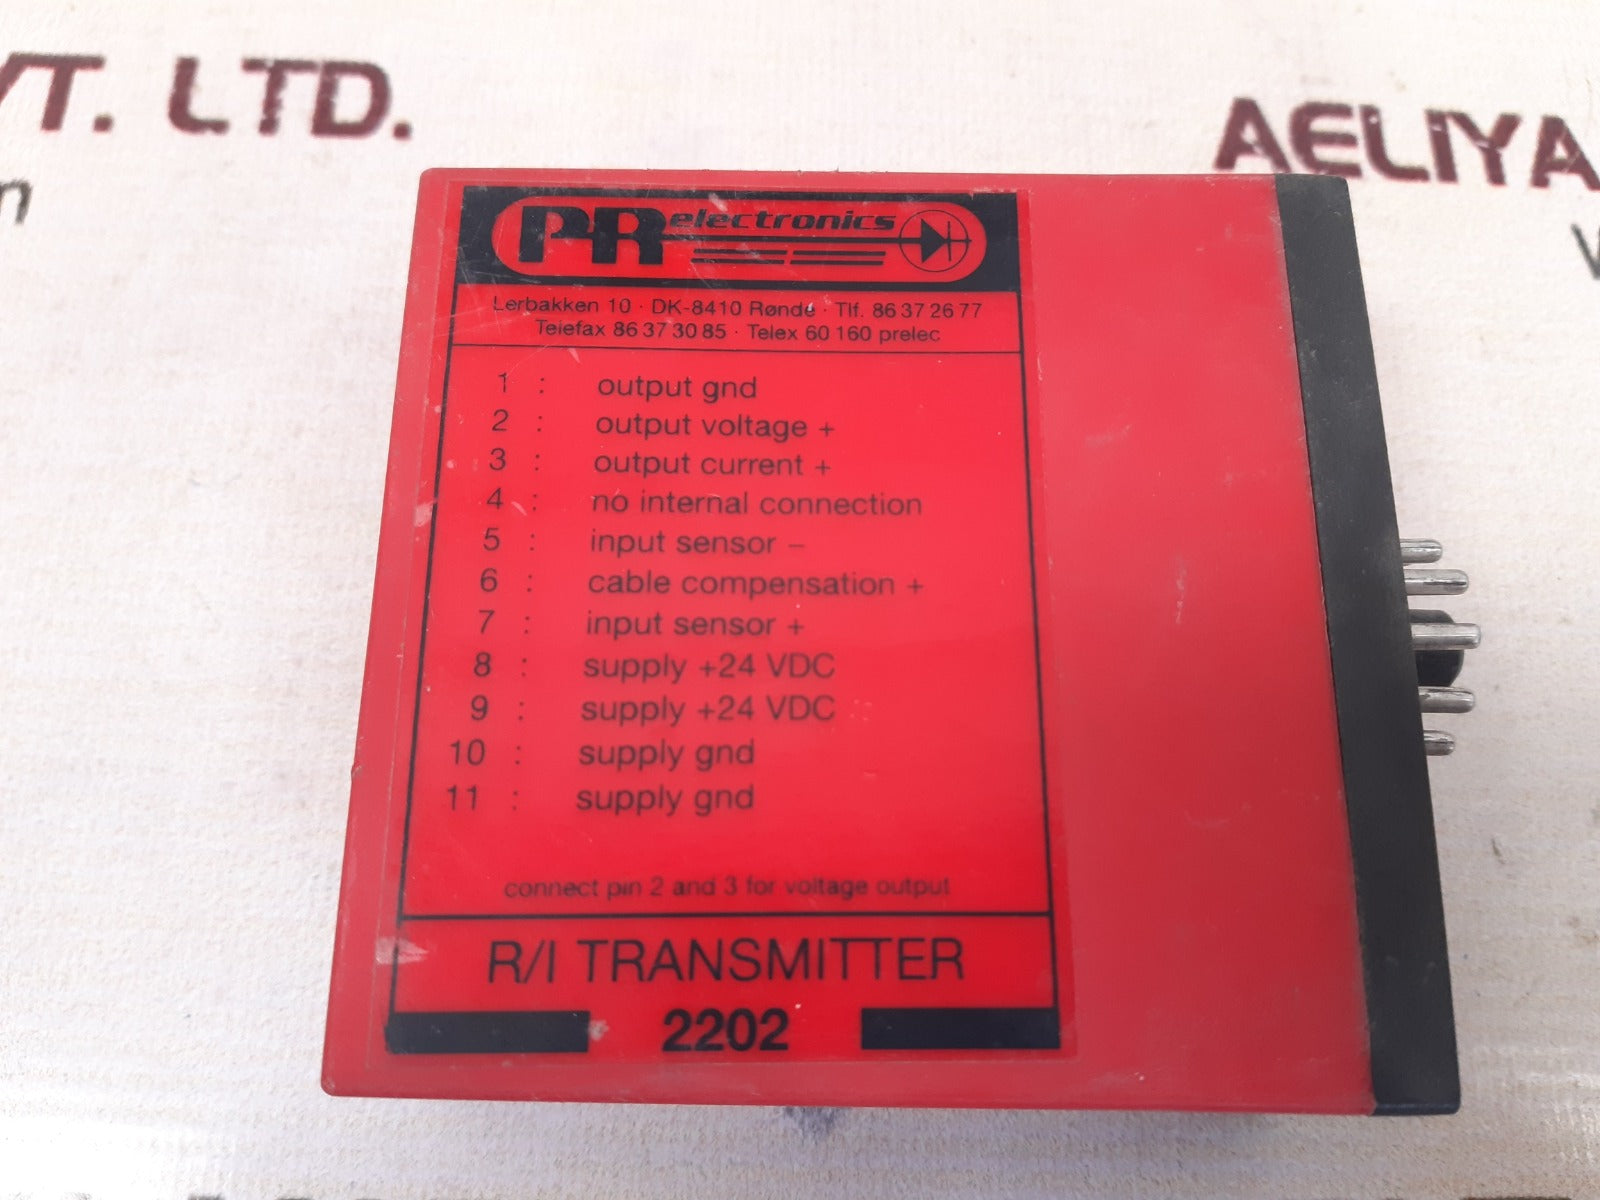 VT. LTD.
AELIYA
PR electronics
Lerbakken 10 · DK-8410 Rønde · Tlf. 86 37 26 77
Telefax 86 37 30 85 · Telex 60 160 prelec
1 : output gnd
2 : output voltage +
3 : output current +
4 : no internal connection
5 : input sensor –
6 : cable compensation +
7 : input sensor +
8 : supply +24 VDC
9 : supply +24 VDC
10 : supply gnd
11 : supply gnd
connect pin 2 and 3 for voltage output
R/I TRANSMITTER
2202